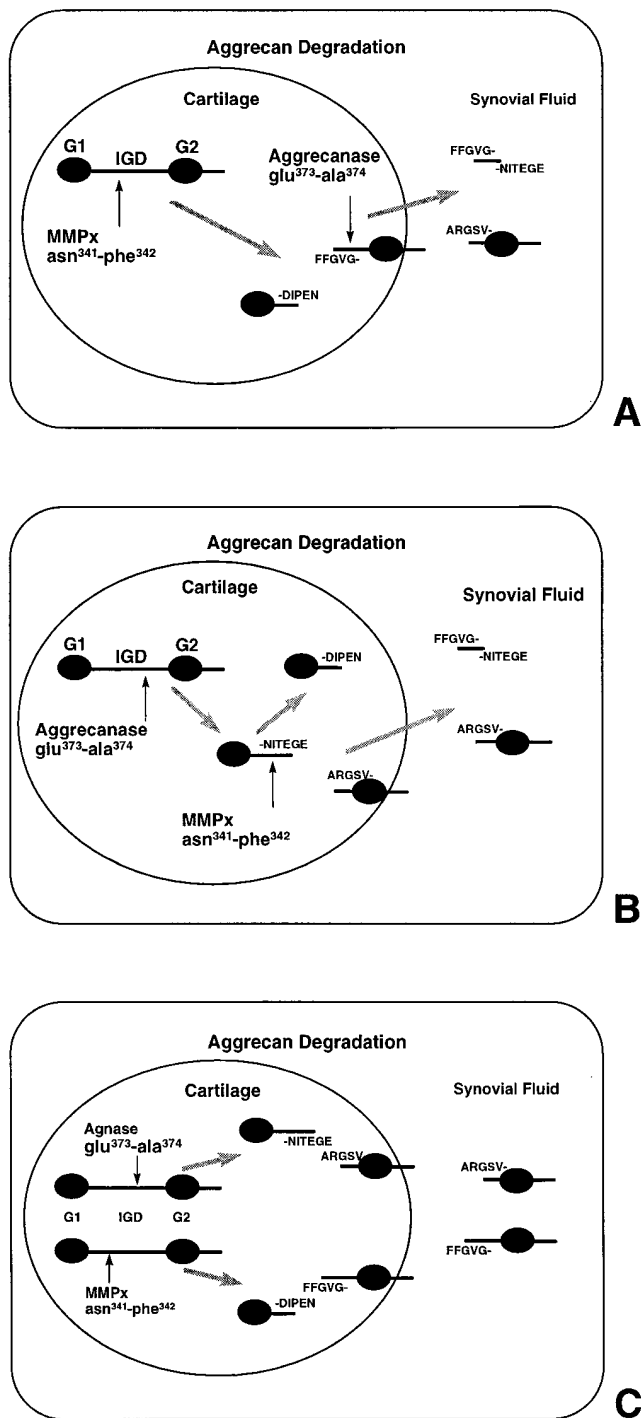 Aggrecan Degradation
Cartilage
Synovial Fluid
G1
IGD
G2
Aggrecanase
glu³⁷³-ala³⁷⁴
FFGVG-
-NITEGE
MMPx
asn³⁴¹-phe³⁴²
FFGVG-
ARGSV-
-DIPEN
A
Aggrecan Degradation
Cartilage
Synovial Fluid
G1
IGD
G2
-DIPEN
FFGVG-
-NITEGE
Aggrecanase
glu³⁷³-ala³⁷⁴
-NITEGE
ARGSV-
ARGSV-
MMPx
asn³⁴¹-phe³⁴²
B
Aggrecan Degradation
Cartilage
Synovial Fluid
Agnase
glu³⁷³-ala³⁷⁴
-NITEGE
ARGSV
ARGSV-
G1
IGD
G2
FFGVG-
FFGVG-
MMPx
asn³⁴¹-phe³⁴²
-DIPEN
C